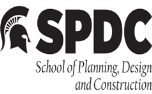 SPDC
School of Planning, Design
and Construction